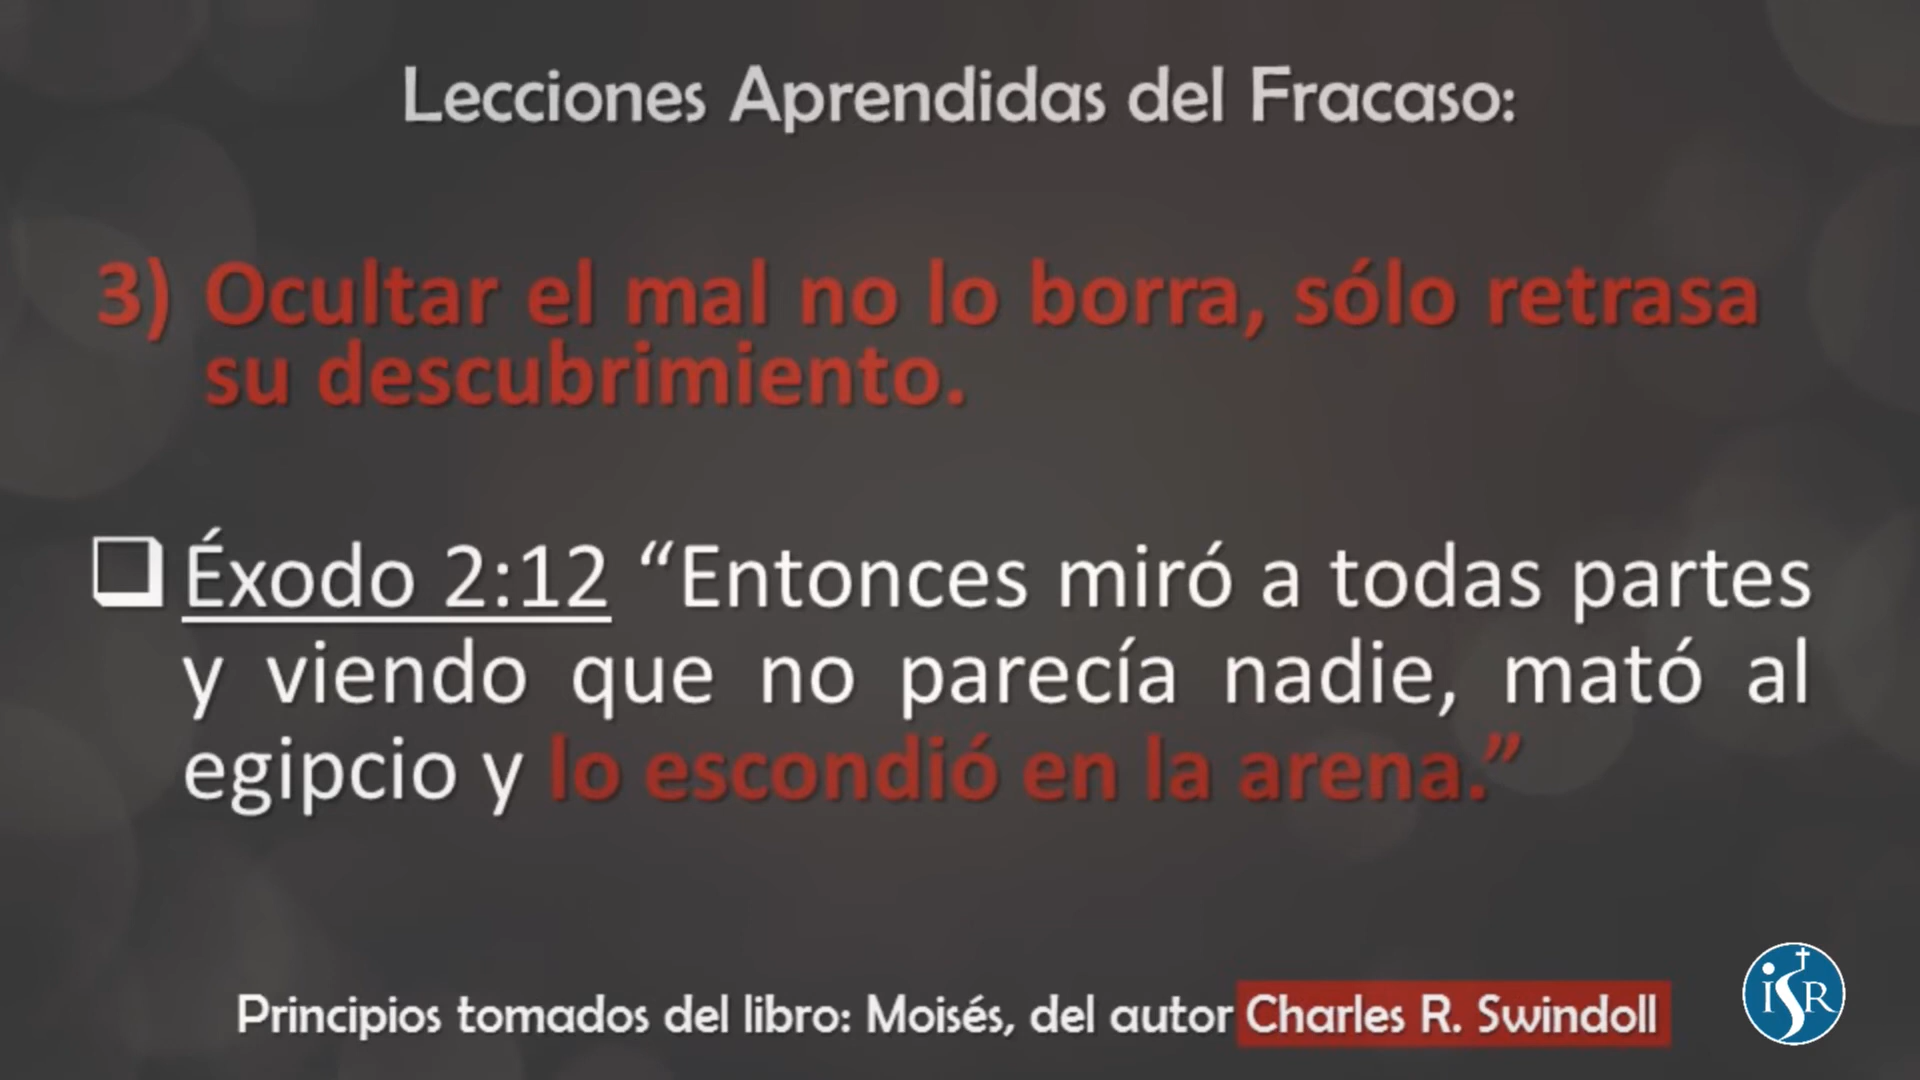 Lecciones Aprendidas del Fracaso:
3) Ocultar el mal no lo borra, sólo retrasa
su descubrimiento.
❑ Éxodo 2:12 “Entonces miró a todas partes
y viendo que no parecía nadie, mató al
egipcio y lo escondió en la arena.”
Principios tomados del libro: Moisés, del autor Charles R. Swindoll
iSR